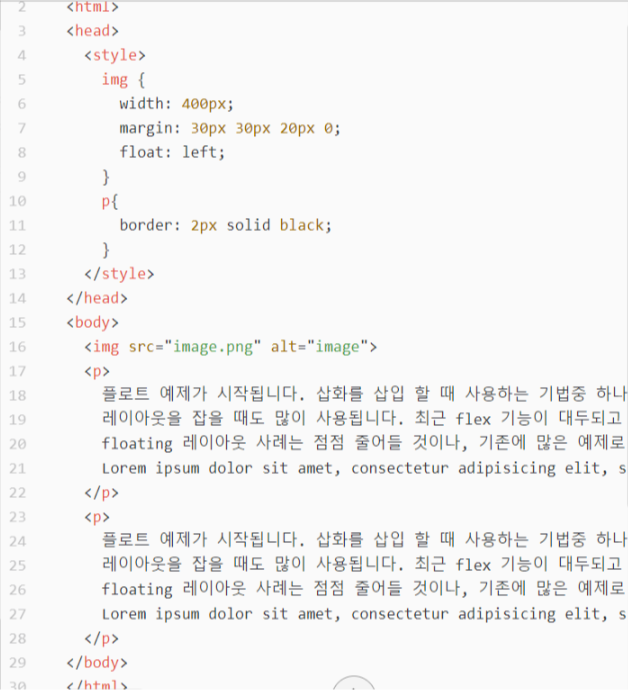 2 <html>
3 <head>
4 <style>
5 img {
6 width: 400px;
7 margin: 30px 30px 20px 0;
8 float: left;
9 }
10 p{
11 border: 2px solid black;
12 }
13 </style>
14 </head>
15 <body>
16 <img src="image.png" alt="image">
17 <p>
18 플로트 예제가 시작됩니다. 삽화를 삽입 할 때 사용하는 기법중 하나
19 레이아웃을 잡을 때도 많이 사용됩니다. 최근 flex 기능이 대두되고
20 floating 레이아웃 사례는 점점 줄어들 것이나, 기존에 많은 예제로
21 Lorem ipsum dolor sit amet, consectetur adipisicing elit, s
22 </p>
23 <p>
24 플로트 예제가 시작됩니다. 삽화를 삽입 할 때 사용하는 기법중 하나
25 레이아웃을 잡을 때도 많이 사용됩니다. 최근 flex 기능이 대두되고
26 floating 레이아웃 사례는 점점 줄어들 것이나, 기존에 많은 예제로
27 Lorem ipsum dolor sit amet, consectetur adipisicing elit, s
28 </p>
29 </body>
30 </html>